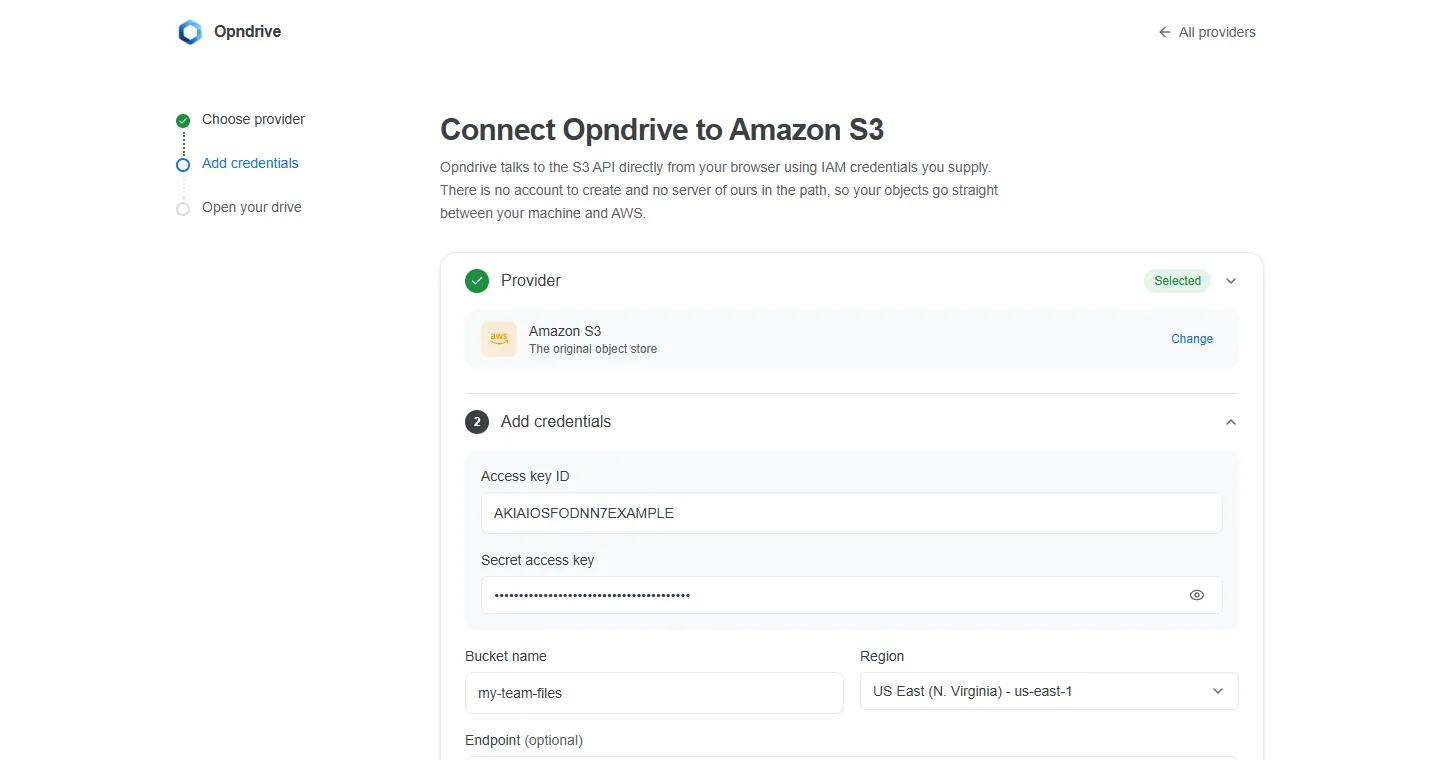 Opndrive
All providers
Choose provider
Add credentials
Open your drive
Connect Opndrive to Amazon S3
Opndrive talks to the S3 API directly from your browser using IAM credentials you supply.
There is no account to create and no server of ours in the path, so your objects go straight
between your machine and AWS.
Provider
Selected
aws
Amazon S3
The original object store
Change
2 Add credentials
Access key ID
AKIAIOSFODNN7EXAMPLE
Secret access key
••••••••••••••••••••••••••••••••••••••••
Bucket name
Region
my-team-files
US East (N. Virginia) - us-east-1
Endpoint (optional)